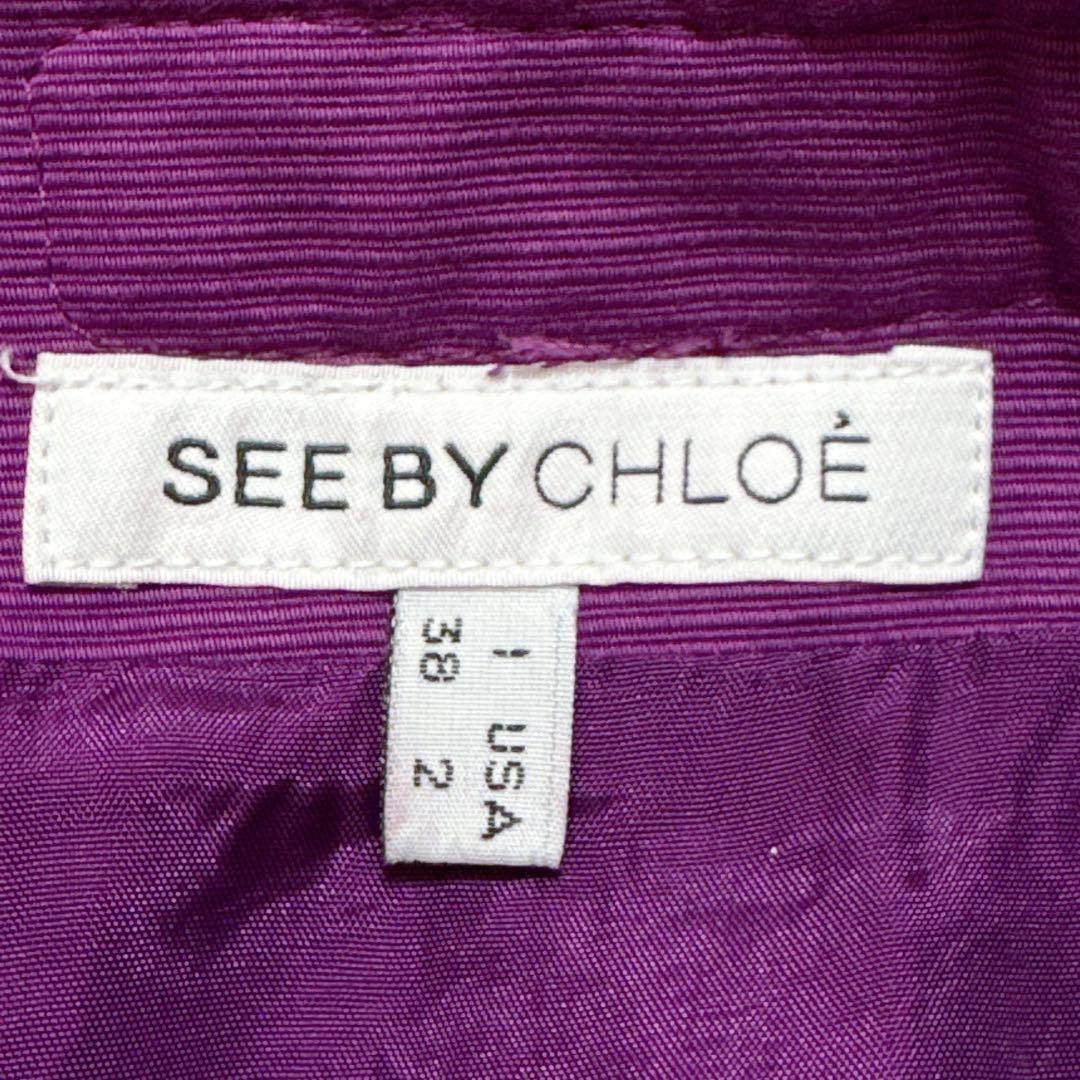 SEE BY CHLOÉ
I USA
38 2